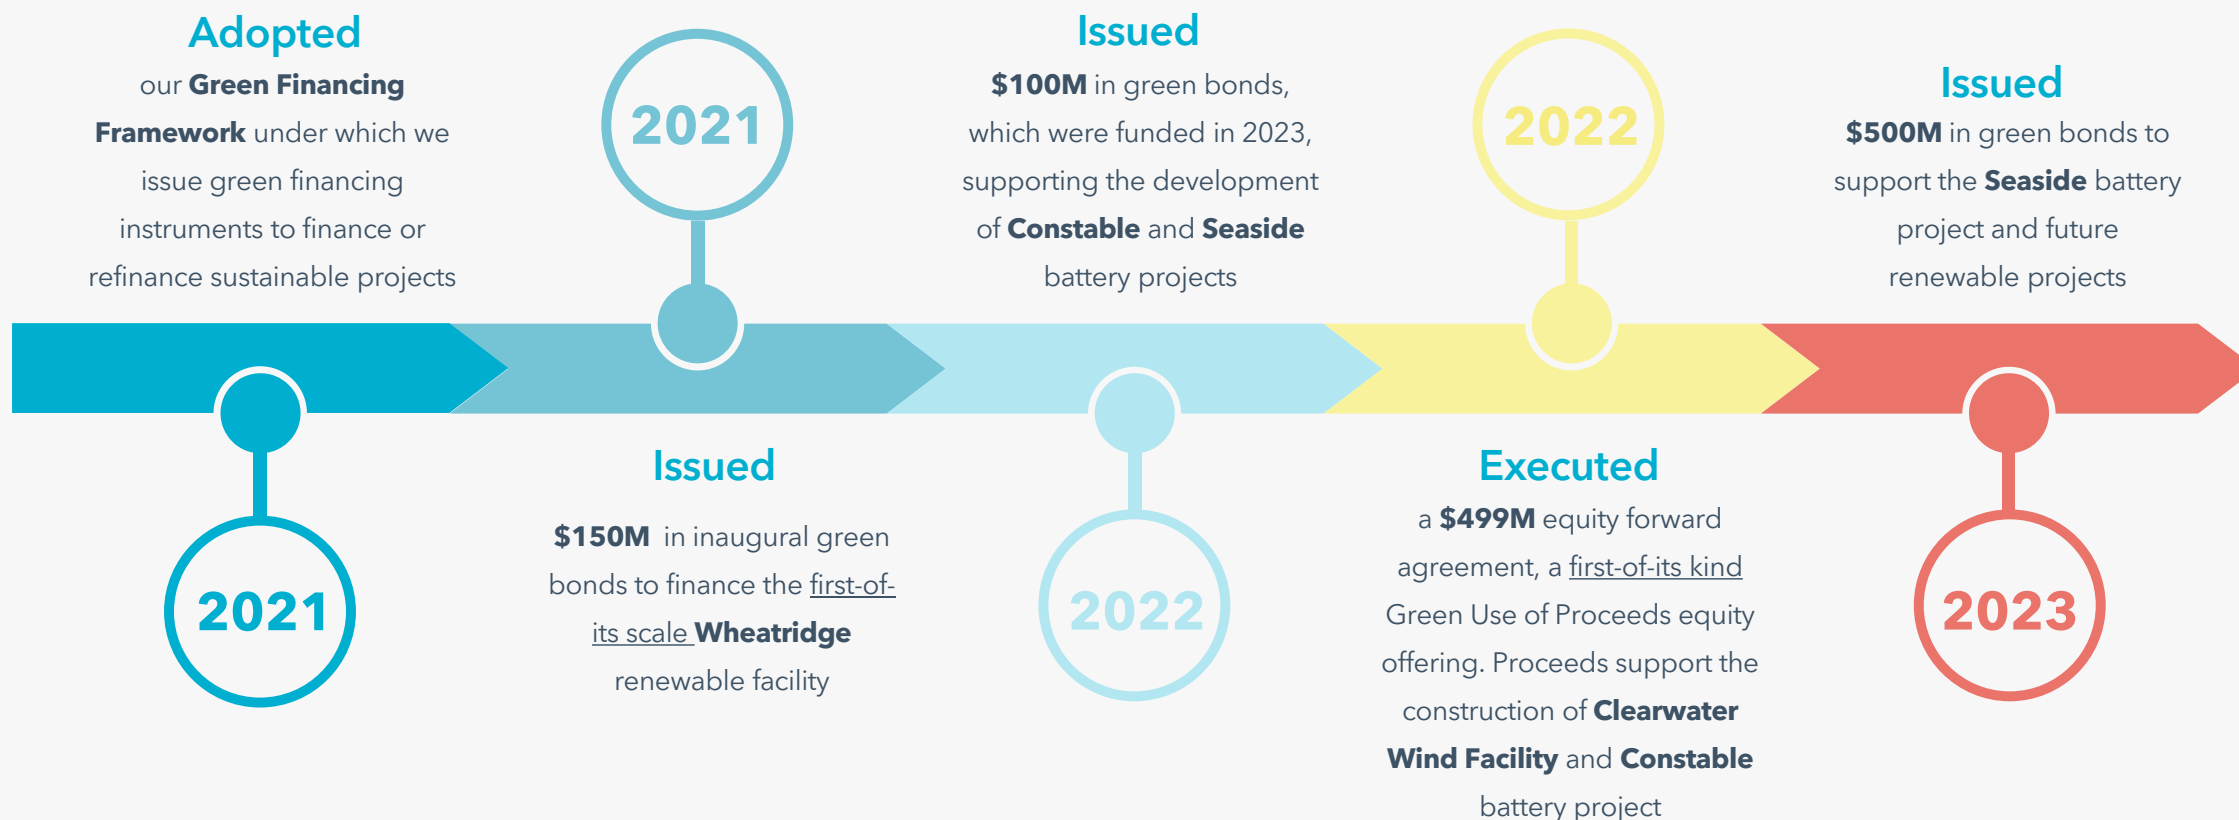 Adopted
our Green Financing
Framework under which we
issue green financing
instruments to finance or
refinance sustainable projects
2021
2021
Issued
$150M in inaugural green
bonds to finance the first-of-
its scale Wheatridge
renewable facility
Issued
$100M in green bonds,
which were funded in 2023,
supporting the development
of Constable and Seaside
battery projects
2022
2022
Executed
a $499M equity forward
agreement, a first-of-its kind
Green Use of Proceeds equity
offering. Proceeds support the
construction of Clearwater
Wind Facility and Constable
battery project
Issued
$500M in green bonds to
support the Seaside battery
project and future
renewable projects
2023